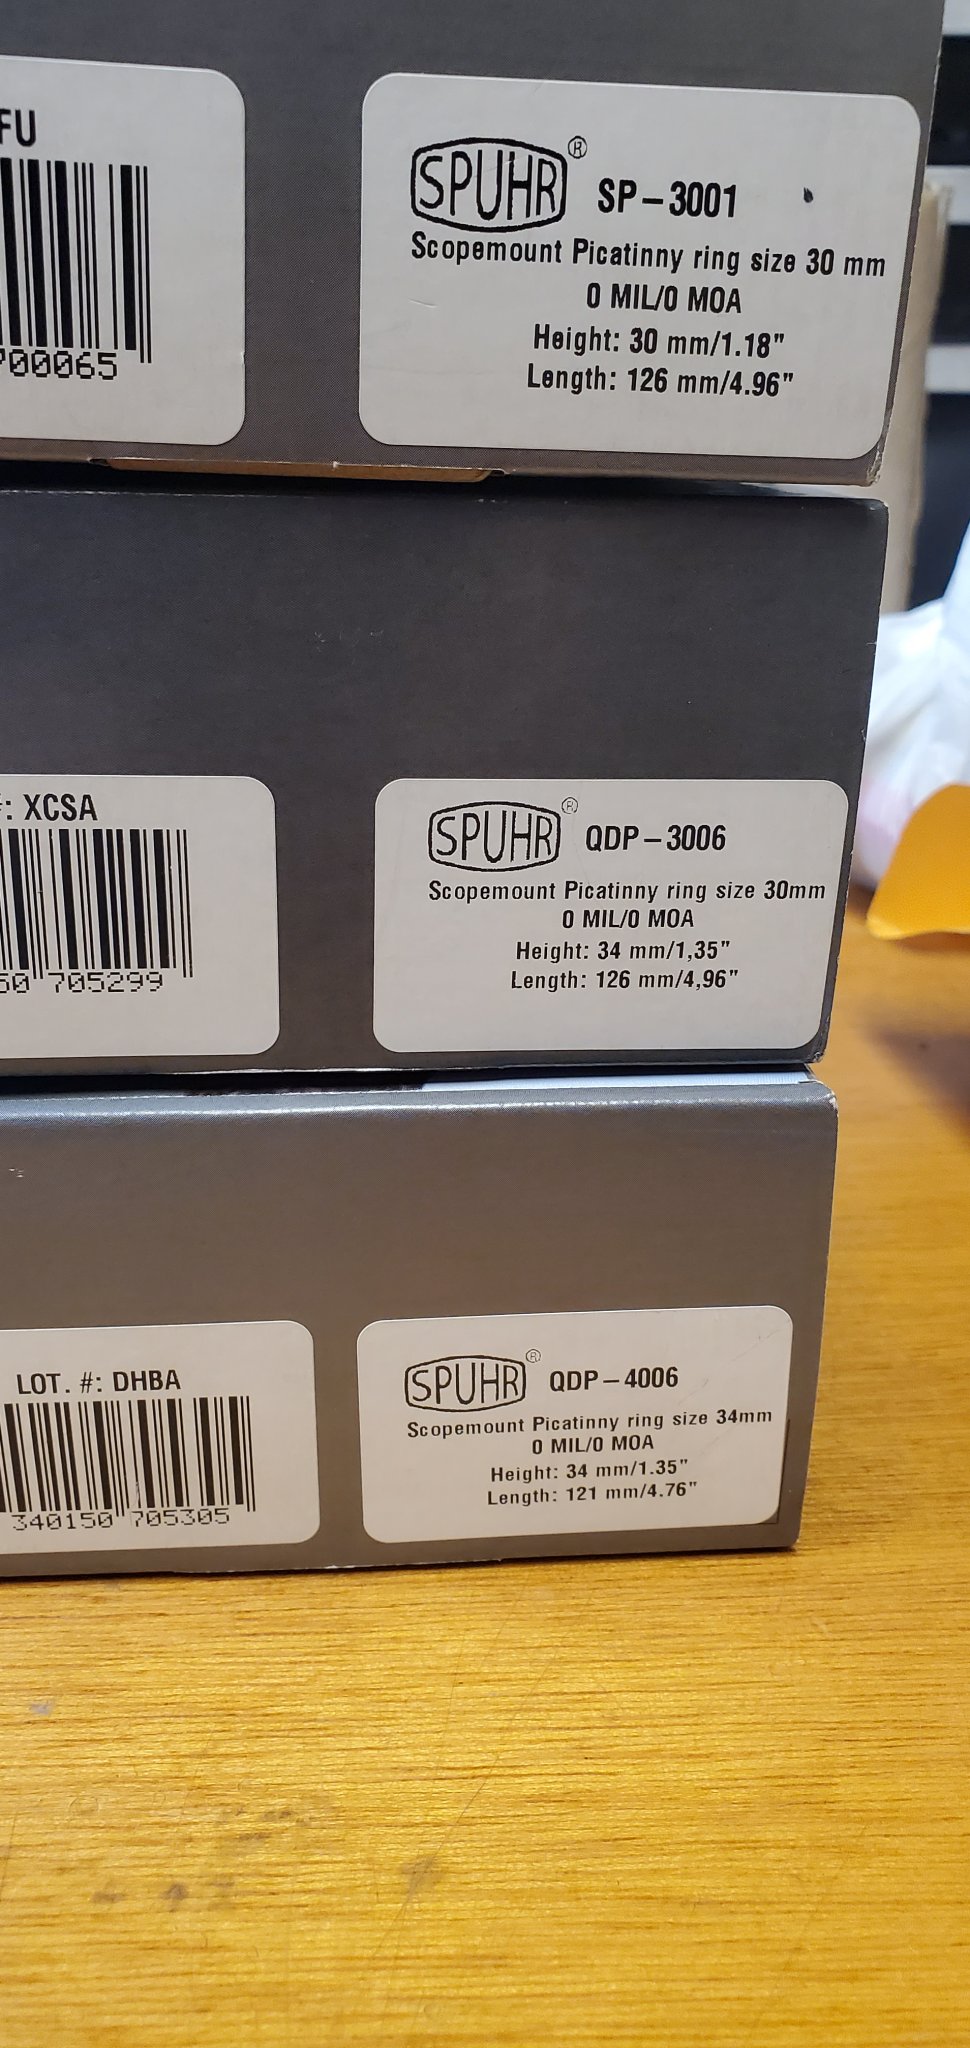 FU
700065
SPUHR® SP-3001
Scopemount Picatinny ring size 30 mm
0 MIL/0 MOA
Height: 30 mm/1.18"
Length: 126 mm/4.96"
#: XCSA
50 705299
SPUHR® QDP-3006
Scopemount Picatinny ring size 30mm
0 MIL/0 MOA
Height: 34 mm/1,35"
Length: 126 mm/4,96"
LOT. #: DHBA
340150 705305
SPUHR® QDP-4006
Scopemount Picatinny ring size 34mm
0 MIL/0 MOA
Height: 34 mm/1.35"
Length: 121 mm/4.76"